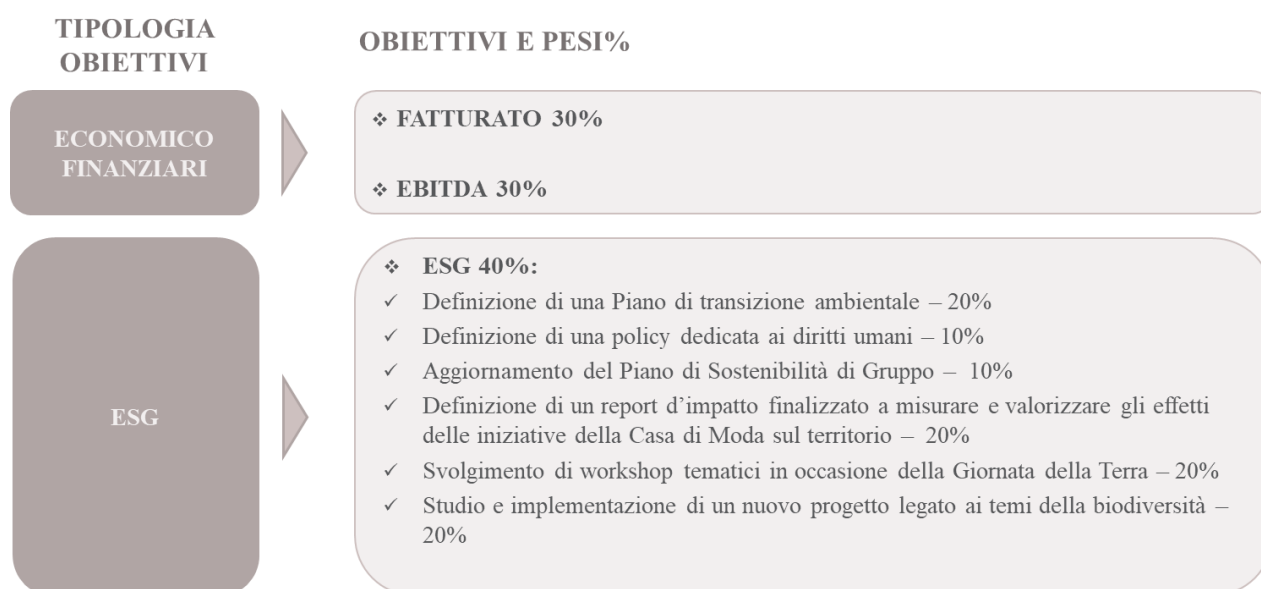 TIPOLOGIA
OBIETTIVI
OBIETTIVI E PESI%
ECONOMICO
FINANZIARI
❖ FATTURATO 30%
❖ EBITDA 30%
ESG
❖ ESG 40%:
✓ Definizione di una Piano di transizione ambientale – 20%
✓ Definizione di una policy dedicata ai diritti umani – 10%
✓ Aggiornamento del Piano di Sostenibilità di Gruppo – 10%
✓ Definizione di un report d’impatto finalizzato a misurare e valorizzare gli effetti
delle iniziative della Casa di Moda sul territorio – 20%
✓ Svolgimento di workshop tematici in occasione della Giornata della Terra – 20%
✓ Studio e implementazione di un nuovo progetto legato ai temi della biodiversità –
20%